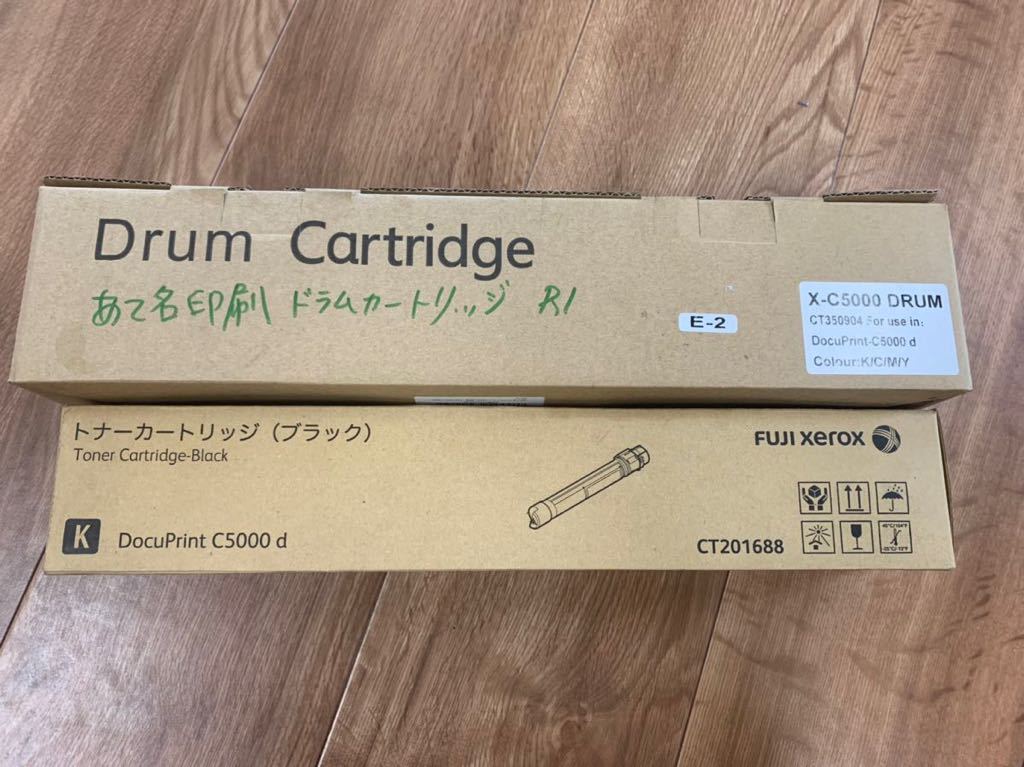 Drum Cartridge
あて名印刷 ドラムカートリッジ R1
E-2
X-C5000 DRUM
CT350904 For use in:
DocuPrint-C5000 d
Colour:K/C/M/Y
トナーカートリッジ（ブラック）
Toner Cartridge-Black
FUJI xerox
K
DocuPrint C5000 d
CT201688